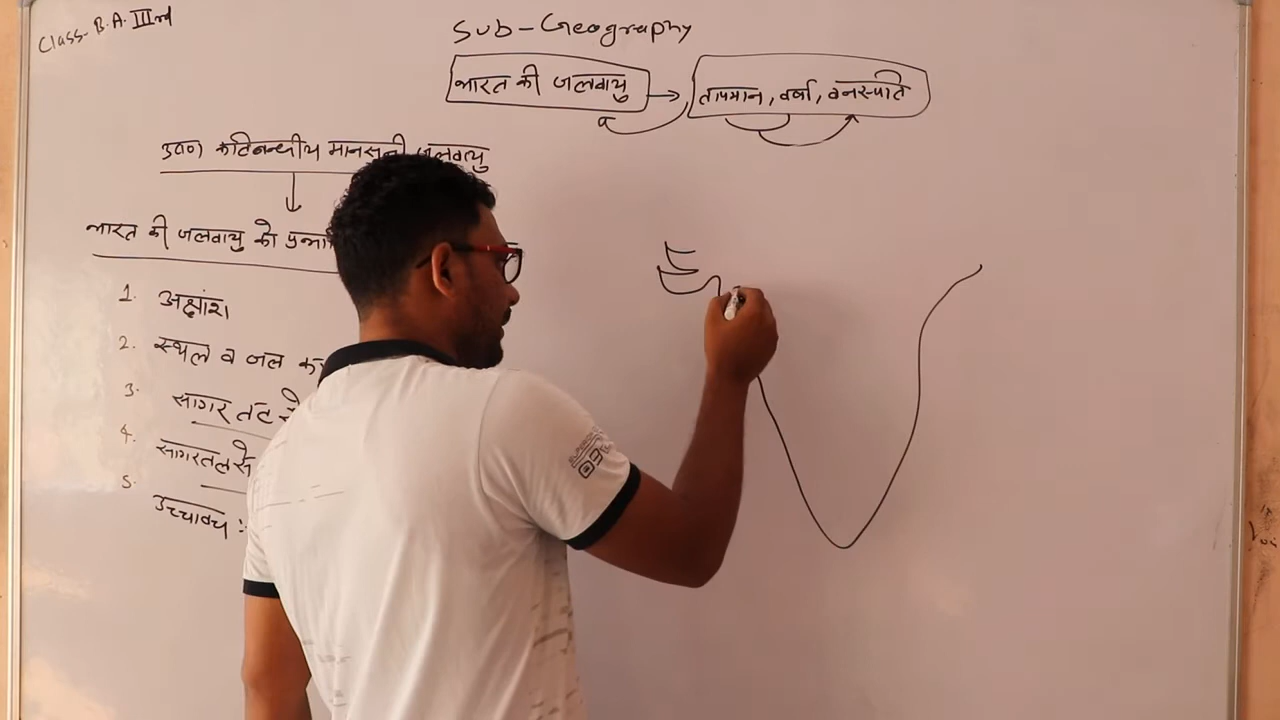 Class- B.A. IIIrd
Sub-Geography
भारत की जलवायु → तापमान, वर्षा, वनस्पति
उष्ण कटिबन्धीय मानसूनी जलवायु
भारत की जलवायु को
1. अक्षांश
2. स्थल व जल
3. सागर तट से
4. सागरतल से
5. उच्चावच :-